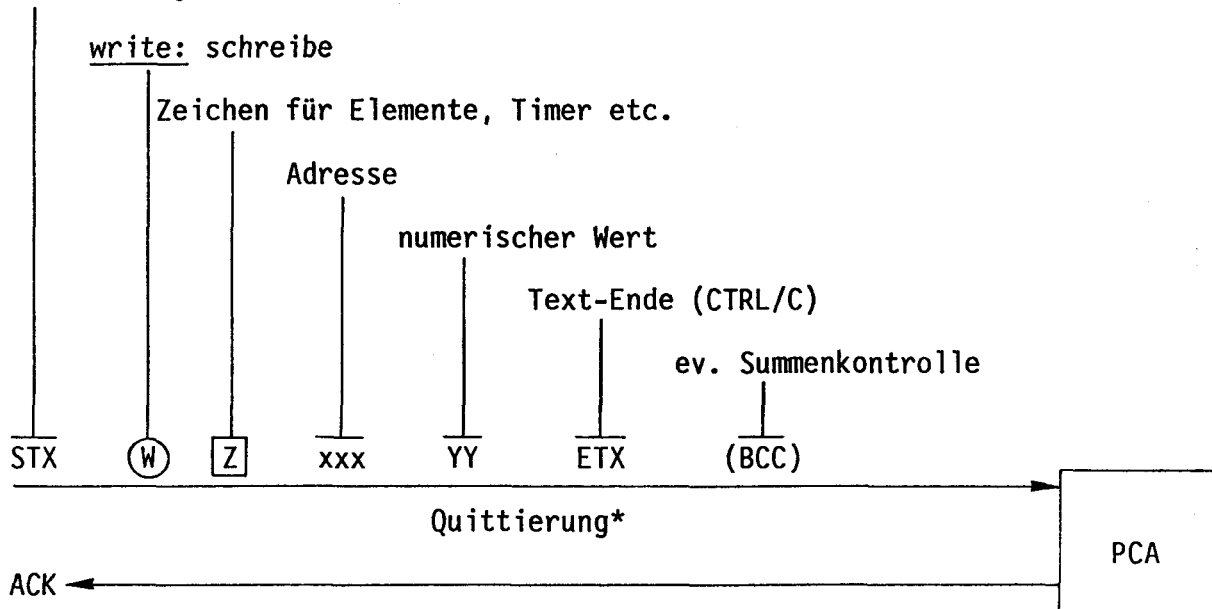 write: schreibe
Zeichen für Elemente, Timer etc.
Adresse
numerischer Wert
Text-Ende (CTRL/C)
ev. Summenkontrolle
STX W Z xxx YY ETX (BCC)
Quittierung*
PCA
ACK